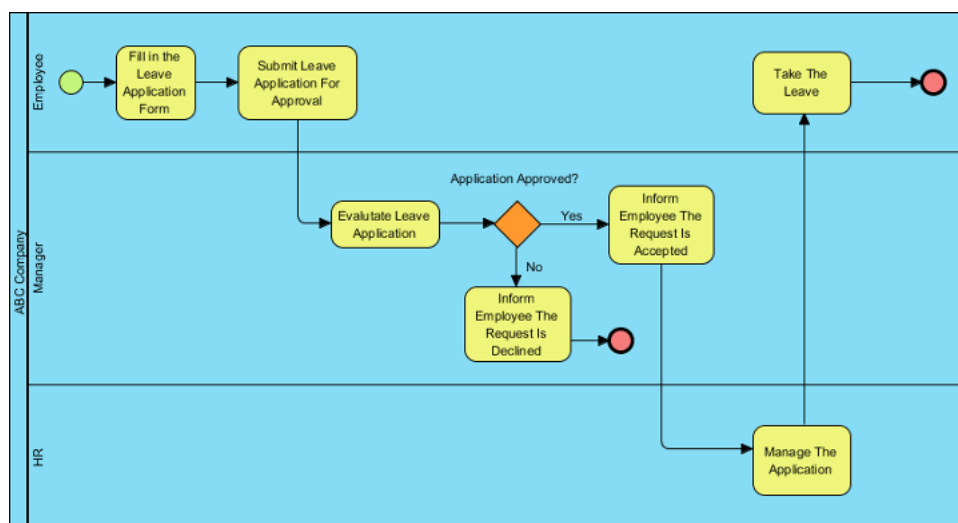 ABC Company
Employee
Fill in the
Leave
Application
Form
Submit Leave
Application For
Approval
Take The
Leave
Manager
Application Approved?
Evalutate Leave
Application
Yes
Inform
Employee The
Request Is
Accepted
No
Inform
Employee The
Request Is
Declined
HR
Manage The
Application